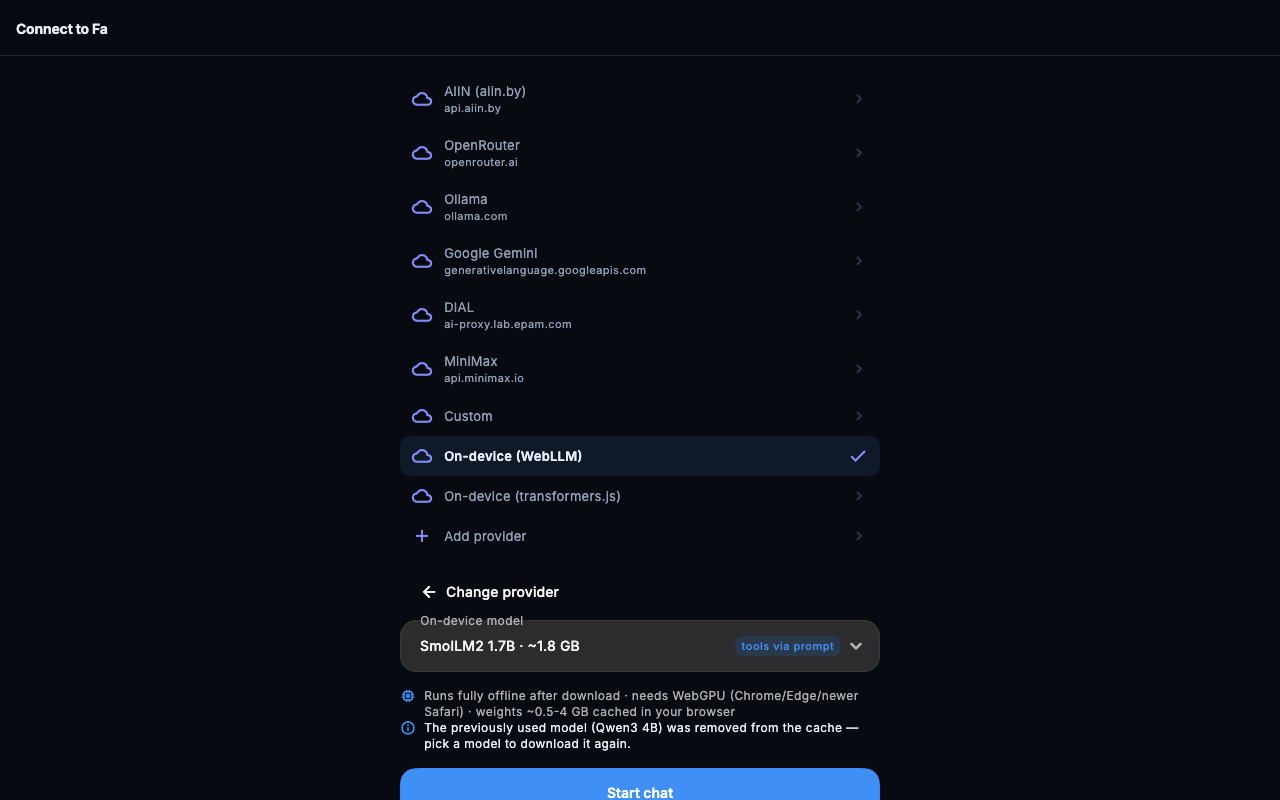 Connect to Fa
AIIN (aiin.by)
api.aiin.by
OpenRouter
openrouter.ai
Ollama
ollama.com
Google Gemini
generativelanguage.googleapis.com
DIAL
ai-proxy.lab.epam.com
MiniMax
api.minimax.io
Custom
On-device (WebLLM)
On-device (transformers.js)
Add provider
Change provider
On-device model
SmolLM2 1.7B · ~1.8 GB
tools via prompt
Runs fully offline after download · needs WebGPU (Chrome/Edge/newer
Safari) · weights ~0.5-4 GB cached in your browser
The previously used model (Qwen3 4B) was removed from the cache —
pick a model to download it again.
Start chat